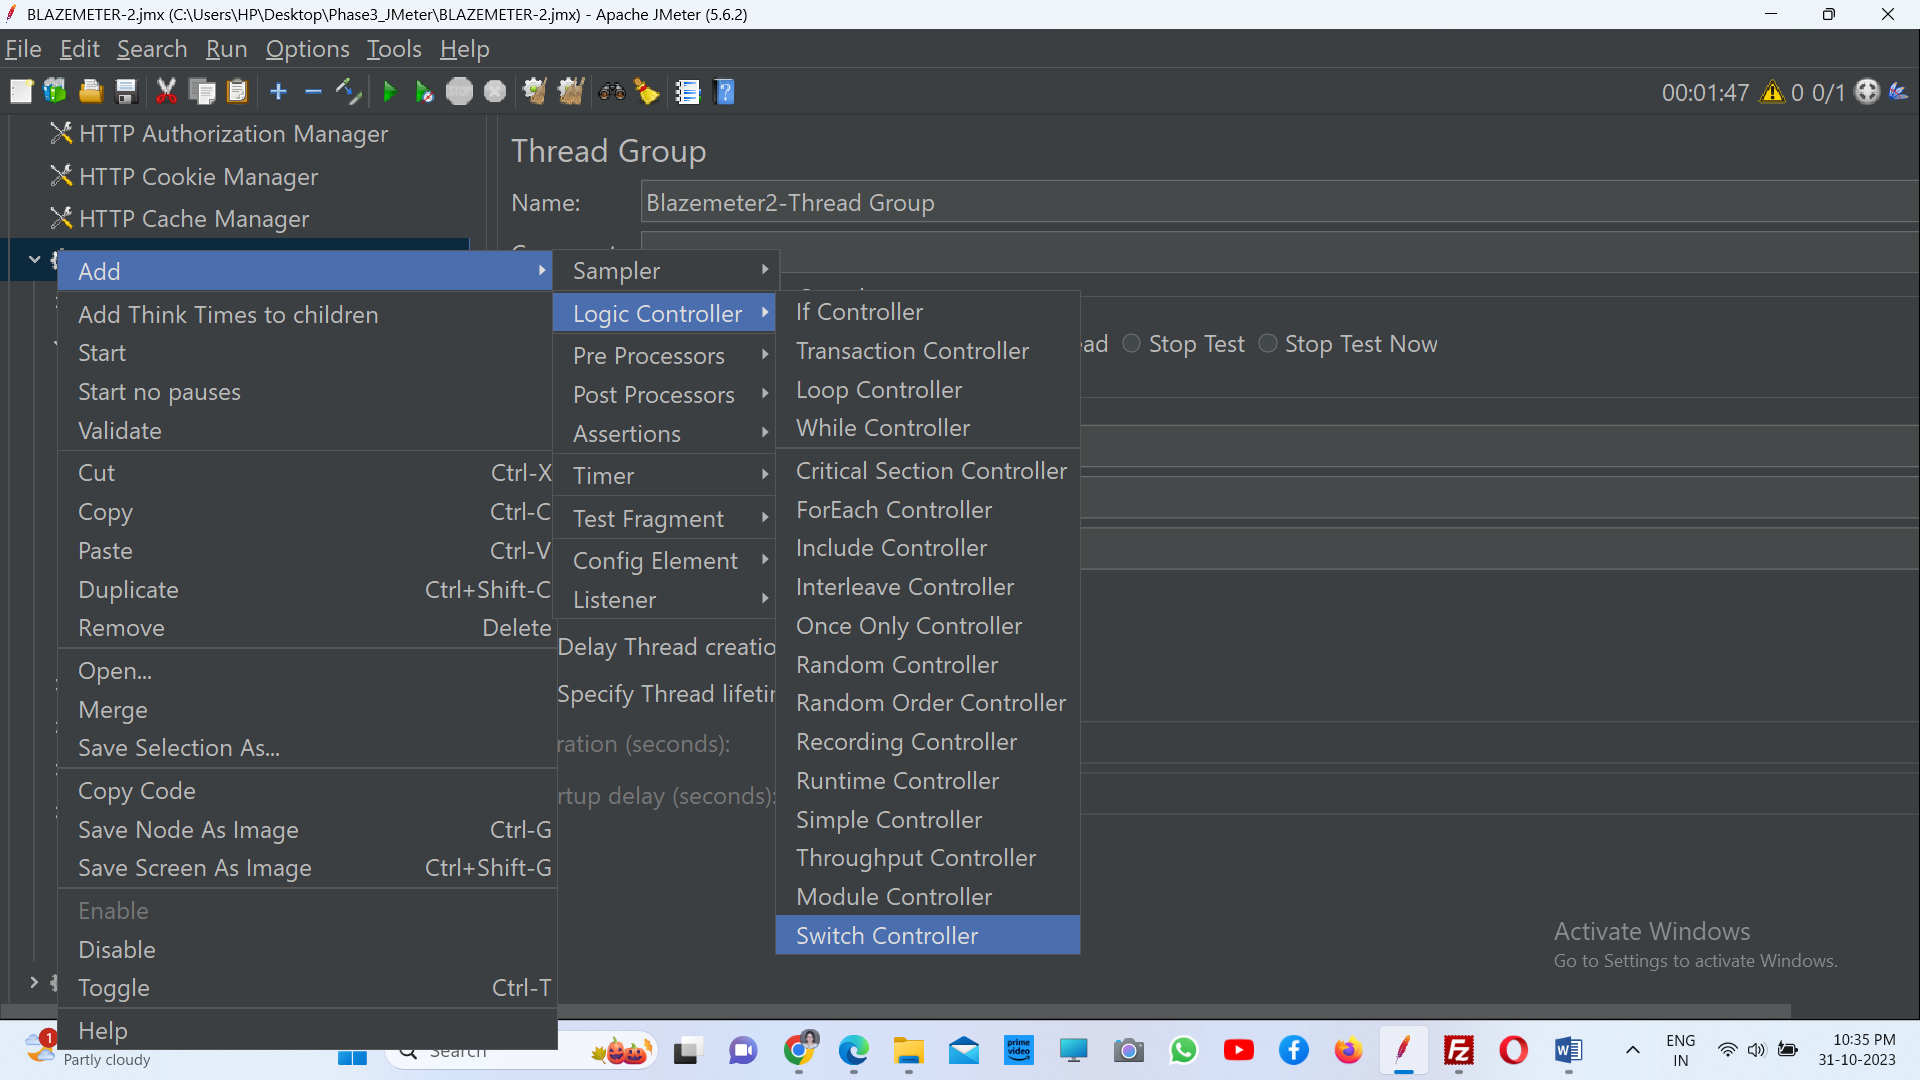 BLAZEMETER-2.jmx (C:\Users\HP\Desktop\Phase3_JMeter\BLAZEMETER-2.jmx) - Apache JMeter (5.6.2)
File Edit Search Run Options Tools Help
STOP
00:01:47 0 0/1
HTTP Authorization Manager
HTTP Cookie Manager
HTTP Cache Manager
Thread Group
Name: Blazemeter2-Thread Group
Add
Add Think Times to children
Start
Start no pauses
Validate
Cut Ctrl-X
Copy Ctrl-C
Paste Ctrl-V
Duplicate Ctrl+Shift-C
Remove Delete
Open...
Merge
Save Selection As...
Copy Code
Save Node As Image Ctrl-G
Save Screen As Image Ctrl+Shift-G
Enable
Disable
Toggle Ctrl-T
Help
Sampler
Logic Controller
Pre Processors
Post Processors
Assertions
Timer
Test Fragment
Config Element
Listener
If Controller
Transaction Controller
Loop Controller
While Controller
Critical Section Controller
ForEach Controller
Include Controller
Interleave Controller
Once Only Controller
Random Controller
Random Order Controller
Recording Controller
Runtime Controller
Simple Controller
Throughput Controller
Module Controller
Switch Controller
ead Stop Test Stop Test Now
Delay Thread creatio
Specify Thread lifetir
ration (seconds):
rtup delay (seconds):
Activate Windows
Go to Settings to activate Windows.
1
Partly cloudy
Search
prime video
ENG
IN
10:35 PM
31-10-2023